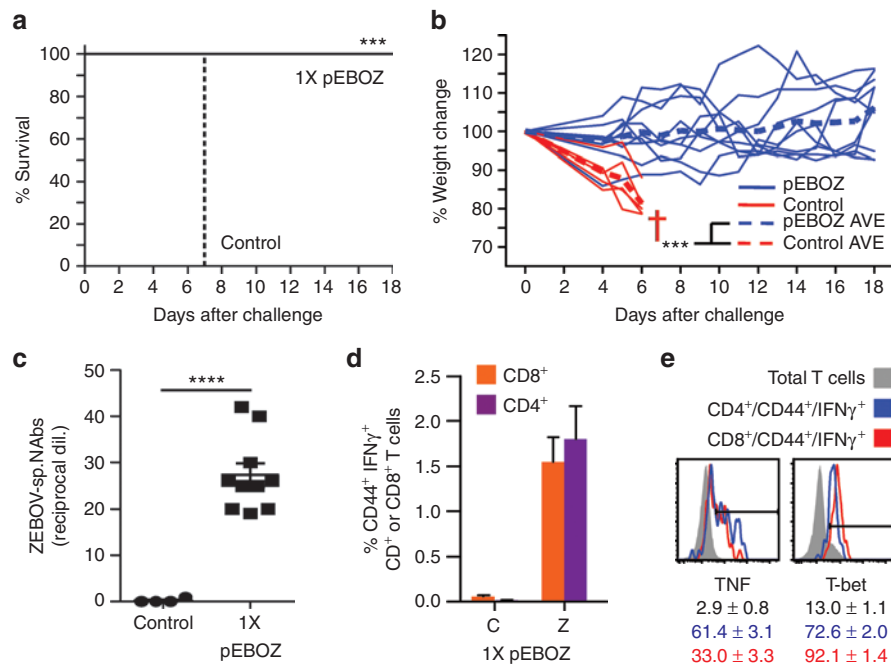 a
***
100
80
60
40
20
0
% Survival
1X pEBOZ
Control
0 2 4 6 8 10 12 14 16 18
Days after challenge
b
120
110
100
90
80
70
% Weight change
pEBOZ
Control
pEBOZ AVE
Control AVE
†
***
0 2 4 6 8 10 12 14 16 18
Days after challenge
c
50
40
30
20
10
0
ZEBOV-sp.NAbs
(reciprocal dil.)
****
Control 1X
pEBOZ
d
CD8+
CD4+
2.5
2.0
1.5
1.0
0.5
0.0
% CD44+ IFNγ+
CD+ or CD8+ T cells
C Z
1X pEBOZ
e
Total T cells
CD4+/CD44+/IFNγ+
CD8+/CD44+/IFNγ+
TNF T-bet
2.9 ± 0.8 13.0 ± 1.1
61.4 ± 3.1 72.6 ± 2.0
33.0 ± 3.3 92.1 ± 1.4